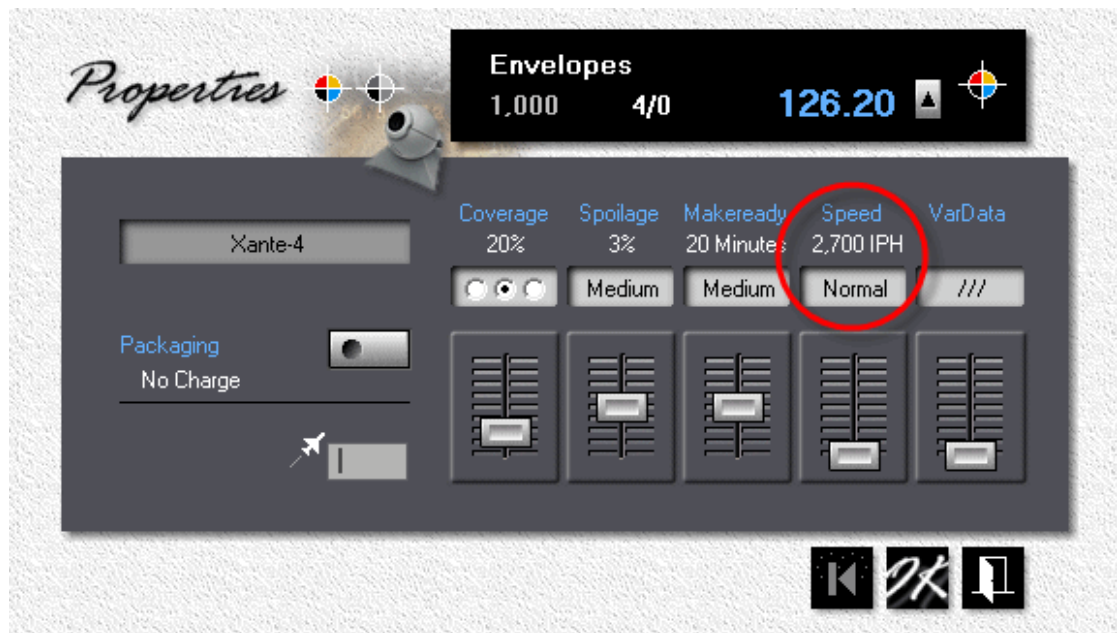 Properties
Envelopes
1,000 4/0 126.20
Coverage Spoilage Makeready Speed VarData
20% 3% 20 Minutes 2,700 IPH
Xante-4
Medium Medium Normal ///
Packaging
No Charge
OK